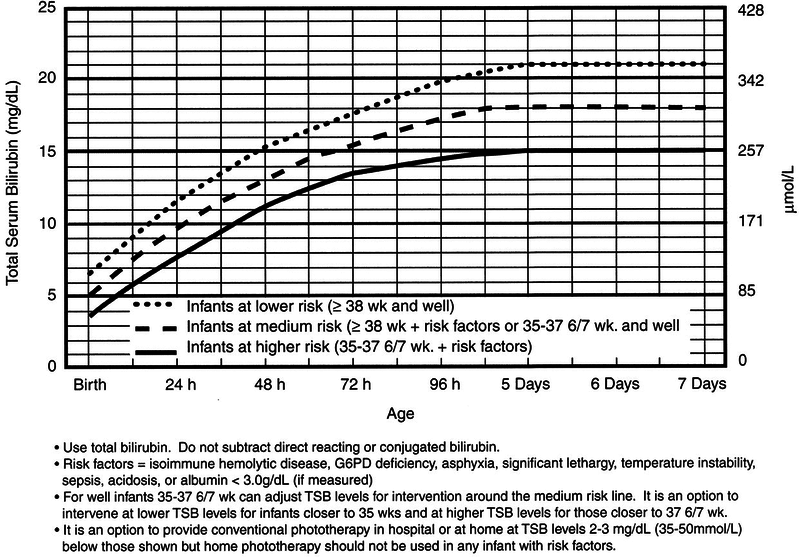 25
20
15
10
5
0
Total Serum Bilirubin (mg/dL)
428
342
257
171
85
0
μmol/L
Infants at lower risk (≥ 38 wk and well)
Infants at medium risk (≥ 38 wk + risk factors or 35-37 6/7 wk. and well
Infants at higher risk (35-37 6/7 wk. + risk factors)
Birth 24 h 48 h 72 h 96 h 5 Days 6 Days 7 Days
Age
• Use total bilirubin. Do not subtract direct reacting or conjugated bilirubin.
• Risk factors = isoimmune hemolytic disease, G6PD deficiency, asphyxia, significant lethargy, temperature instability,
sepsis, acidosis, or albumin < 3.0g/dL (if measured)
• For well infants 35-37 6/7 wk can adjust TSB levels for intervention around the medium risk line. It is an option to
intervene at lower TSB levels for infants closer to 35 wks and at higher TSB levels for those closer to 37 6/7 wk.
• It is an option to provide conventional phototherapy in hospital or at home at TSB levels 2-3 mg/dL (35-50mmol/L)
below those shown but home phototherapy should not be used in any infant with risk factors.